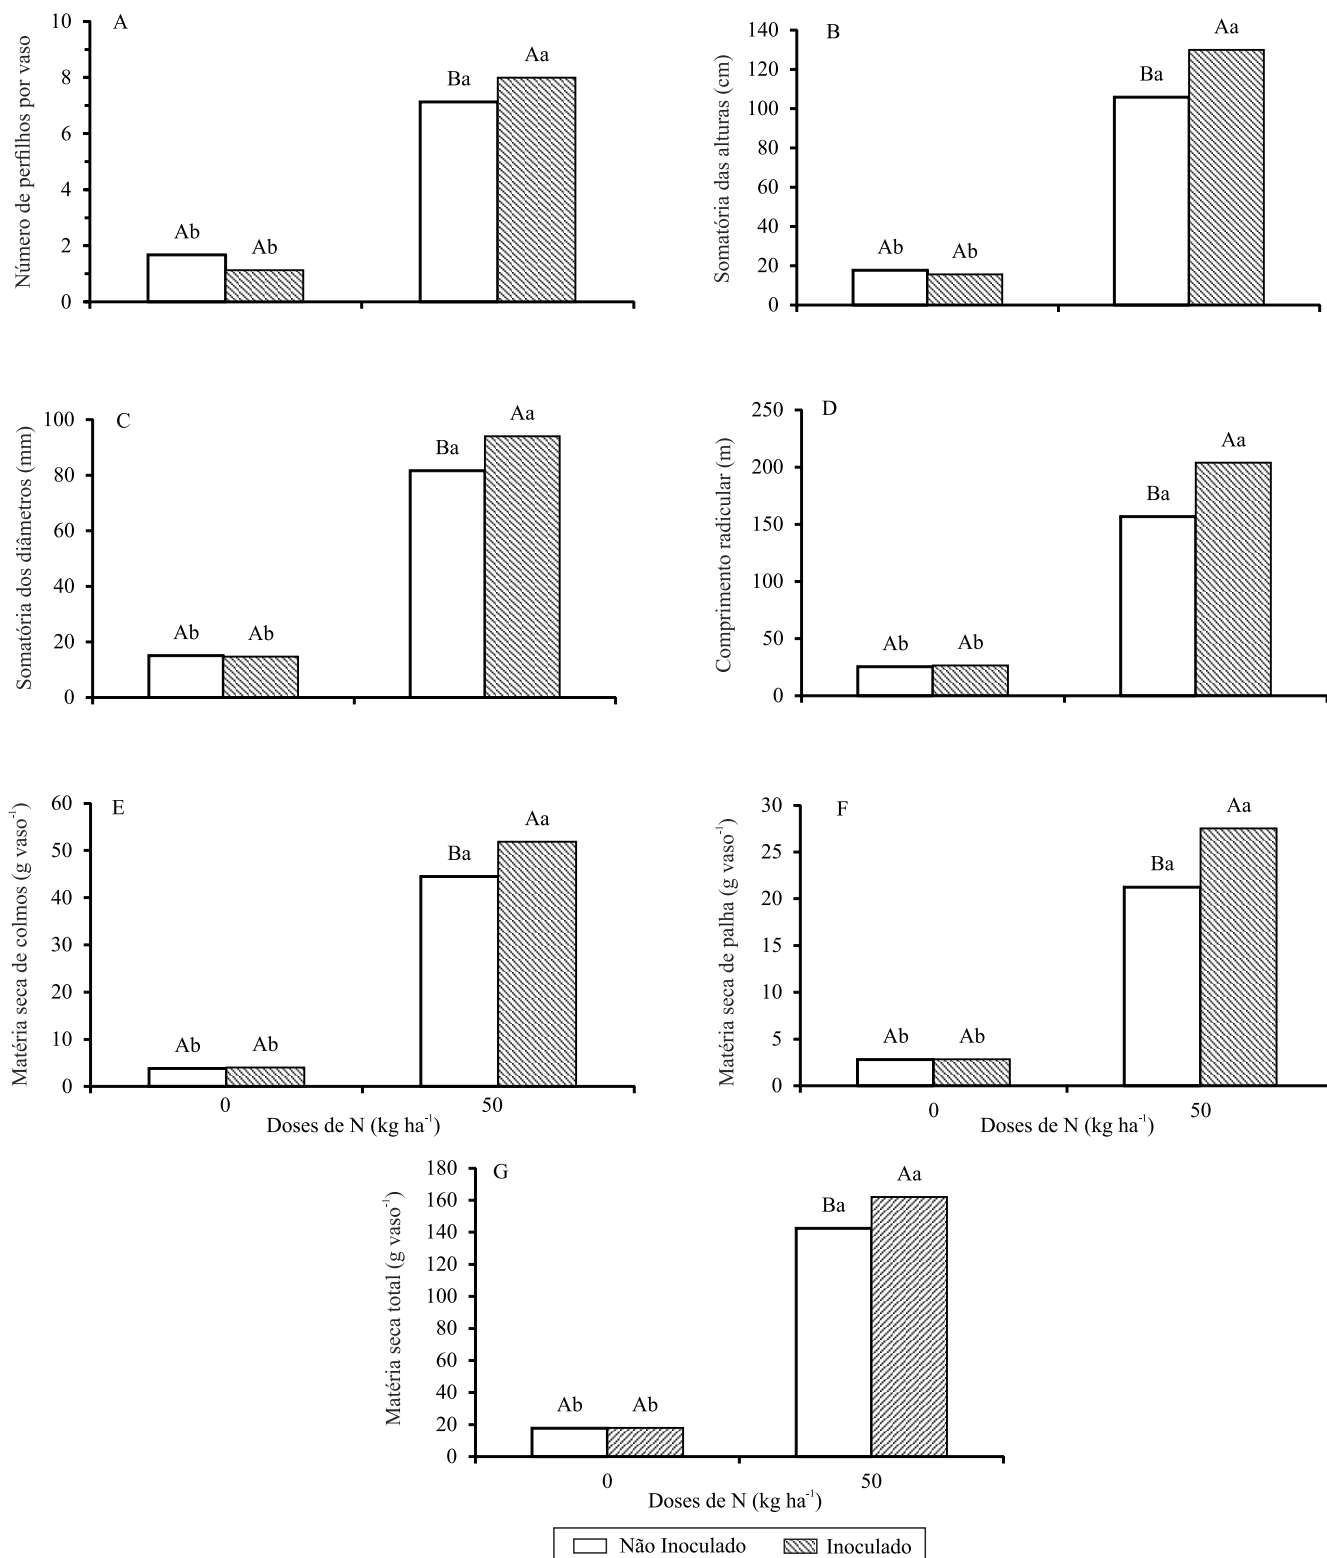 A
Número de perfilhos por vaso
10
8
6
4
2
0
Ab
Ab
Ba
Aa
B
Somatória das alturas (cm)
140
120
100
80
60
40
20
0
Ab
Ab
Ba
Aa
C
Somatória dos diâmetros (mm)
100
80
60
40
20
0
Ab
Ab
Ba
Aa
D
Comprimento radicular (m)
250
200
150
100
50
0
Ab
Ab
Ba
Aa
E
Matéria seca de colmos (g vaso⁻¹)
60
50
40
30
20
10
0
Ab
Ab
Ba
Aa
0
50
Doses de N (kg ha⁻¹)
F
Matéria seca de palha (g vaso⁻¹)
30
25
20
15
10
5
0
Ab
Ab
Ba
Aa
0
50
Doses de N (kg ha⁻¹)
G
Matéria seca total (g vaso⁻¹)
180
160
140
120
100
80
60
40
20
0
Ab
Ab
Ba
Aa
0
50
Doses de N (kg ha⁻¹)
Não Inoculado
Inoculado